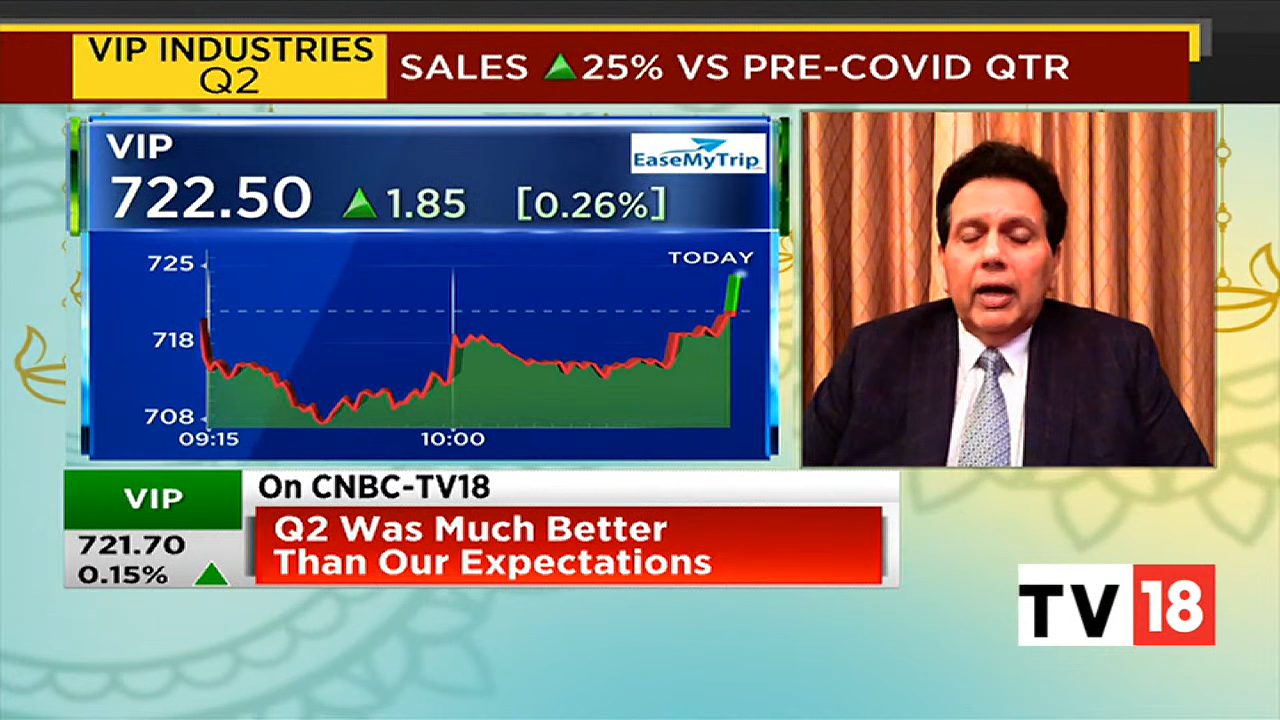 VIP INDUSTRIES
Q2
SALES ▲25% VS PRE-COVID QTR
VIP
EaseMyTrip
722.50 ▲1.85 [0.26%]
TODAY
725
718
708
09:15 10:00
VIP
721.70
0.15% ▲
On CNBC-TV18
Q2 Was Much Better
Than Our Expectations
TV18